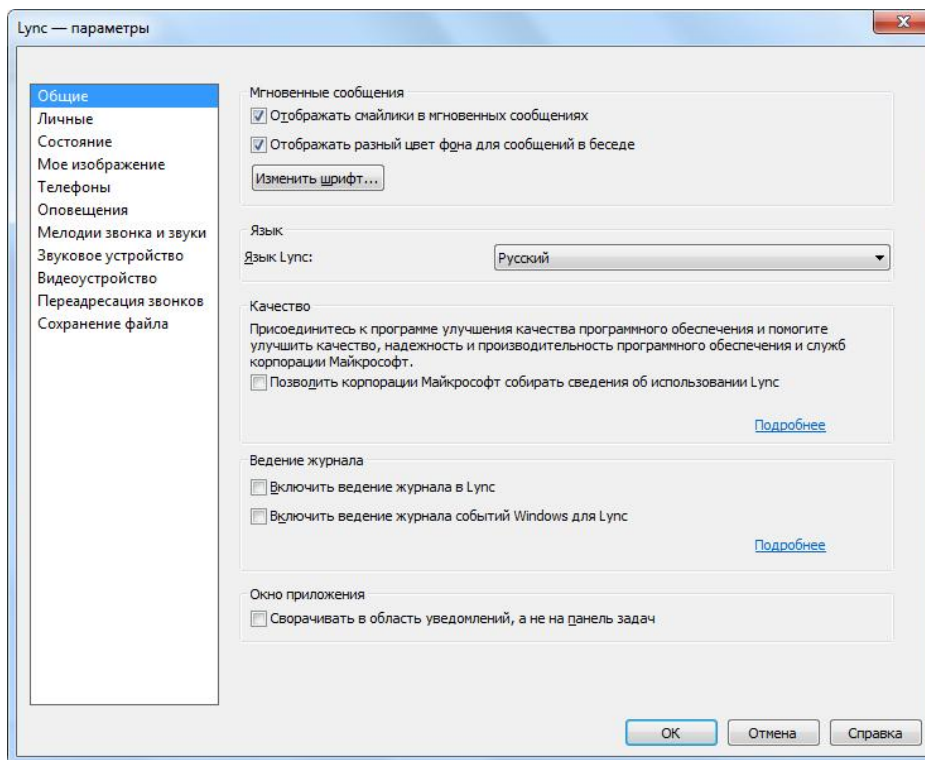 Lync — параметры
Общие
Личные
Состояние
Мое изображение
Телефоны
Оповещения
Мелодии звонка и звуки
Звуковое устройство
Видеоустройство
Переадресация звонков
Сохранение файла
Мгновенные сообщения
Отображать смайлики в мгновенных сообщениях
Отображать разный цвет фона для сообщений в беседе
Изменить шрифт...
Язык
Язык Lync:
Русский
Качество
Присоединитесь к программе улучшения качества программного обеспечения и помогите
улучшить качество, надежность и производительность программного обеспечения и служб
корпорации Майкрософт.
Позволить корпорации Майкрософт собирать сведения об использовании Lync
Подробнее
Ведение журнала
Включить ведение журнала в Lync
Включить ведение журнала событий Windows для Lync
Подробнее
Окно приложения
Сворачивать в область уведомлений, а не на панель задач
ОК
Отмена
Справка